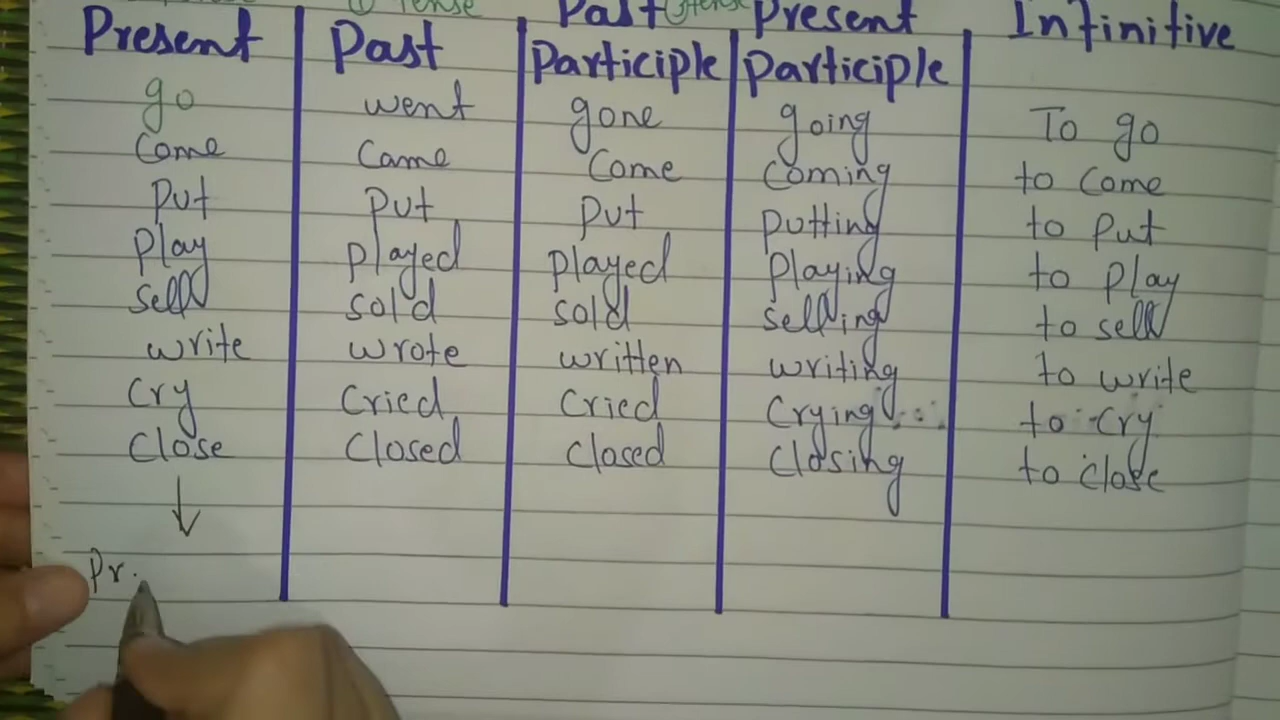 ① Tense
Past Present Infinitive
Present Past Participle Participle
go went gone going To go
Come Came Come Coming to Come
Put Put Put Putting to Put
Play Played Played Playing to Play
Sell Sold Sold Selling to sell
write wrote written writing to write
Cry Cried Cried Crying to Cry
Close Closed Closed Closing to Close
Pr.